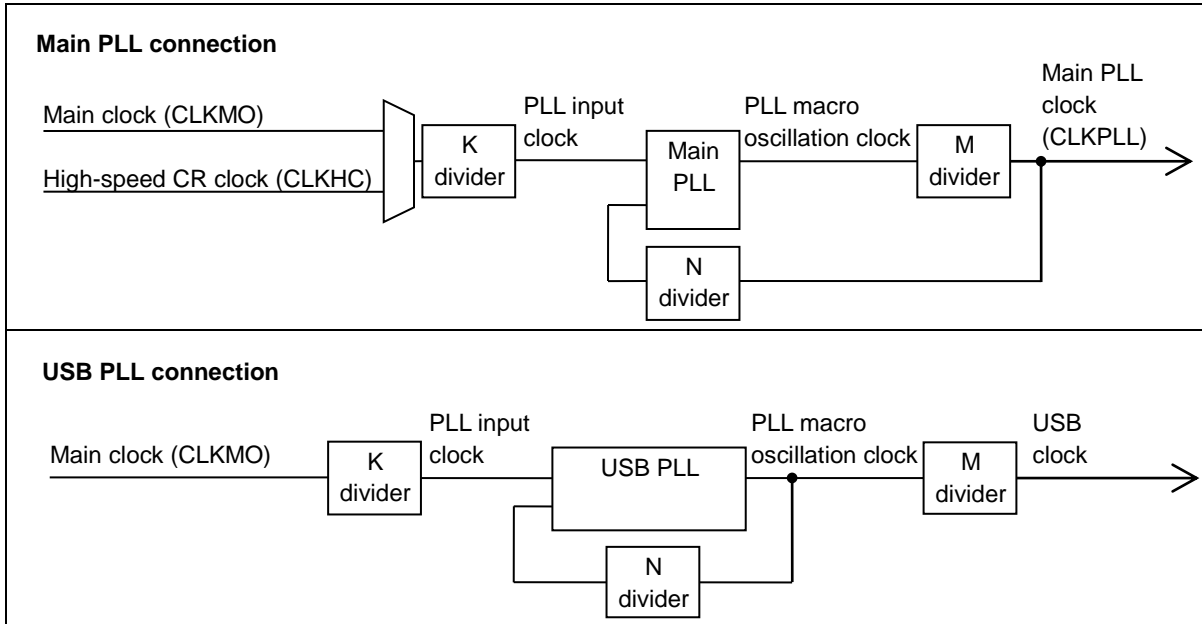 Main PLL connection
Main clock (CLKMO)
High-speed CR clock (CLKHC)
K
divider
PLL input
clock
Main
PLL
PLL macro
oscillation clock
M
divider
Main PLL
clock
(CLKPLL)
N
divider
USB PLL connection
Main clock (CLKMO)
K
divider
PLL input
clock
USB PLL
PLL macro
oscillation clock
M
divider
USB
clock
N
divider